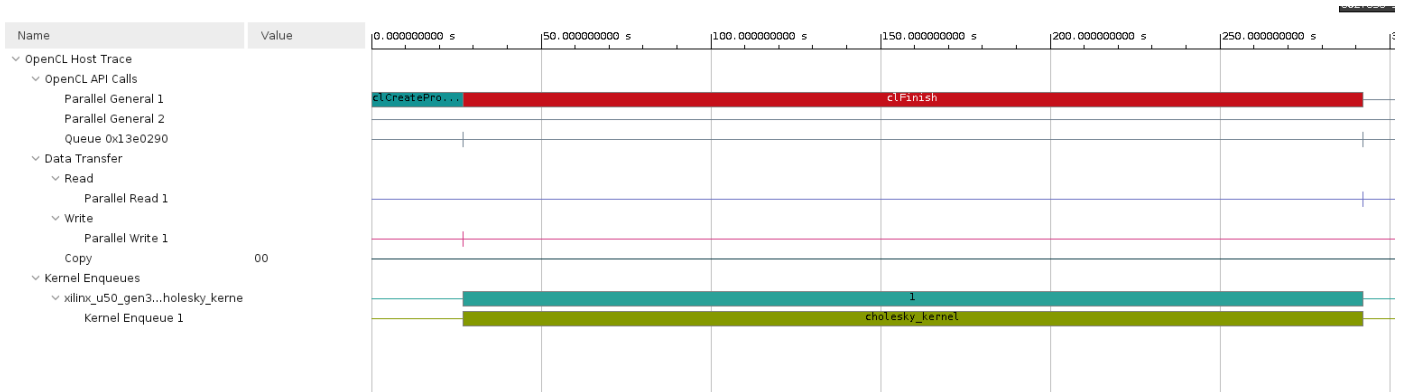 Name Value 0.000000000 s 50.000000000 s 100.000000000 s 150.000000000 s 200.000000000 s 250.000000000 s
OpenCL Host Trace
OpenCL API Calls
Parallel General 1 clCreatePro... clFinish
Parallel General 2
Queue 0x13e0290
Data Transfer
Read
Parallel Read 1
Write
Parallel Write 1
Copy 00
Kernel Enqueues
xilinx_u50_gen3...holesky_kerne 1
Kernel Enqueue 1 cholesky_kernel